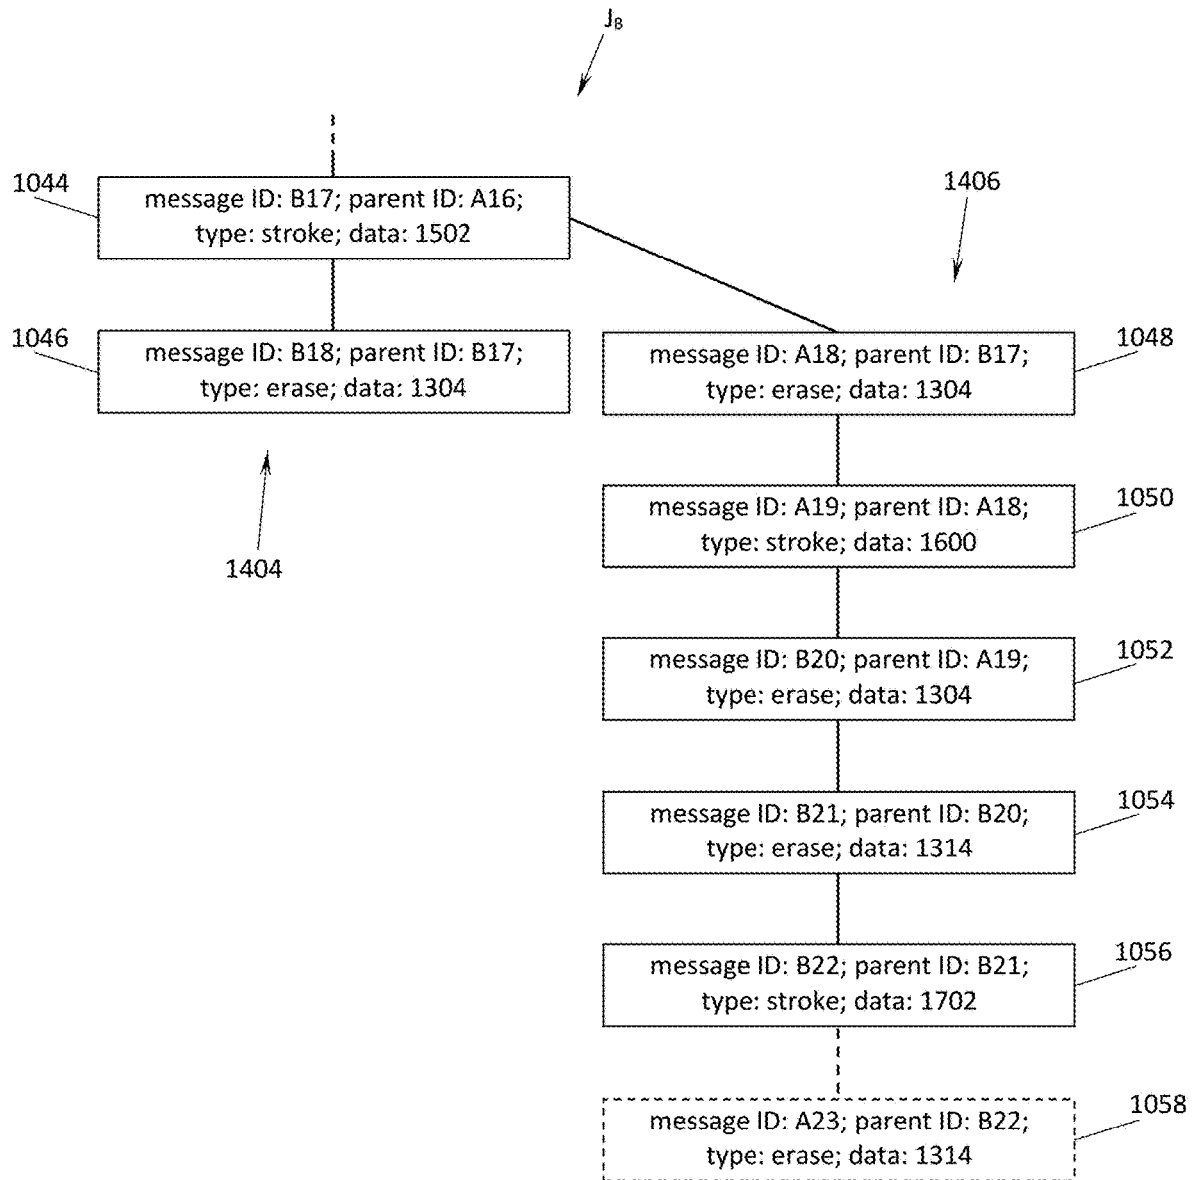 J_B
1044
message ID: B17; parent ID: A16;
type: stroke; data: 1502
1406
1046
message ID: B18; parent ID: B17;
type: erase; data: 1304
1404
message ID: A18; parent ID: B17;
type: erase; data: 1304
1048
message ID: A19; parent ID: A18;
type: stroke; data: 1600
1050
message ID: B20; parent ID: A19;
type: erase; data: 1304
1052
message ID: B21; parent ID: B20;
type: erase; data: 1314
1054
message ID: B22; parent ID: B21;
type: stroke; data: 1702
1056
message ID: A23; parent ID: B22;
type: erase; data: 1314
1058